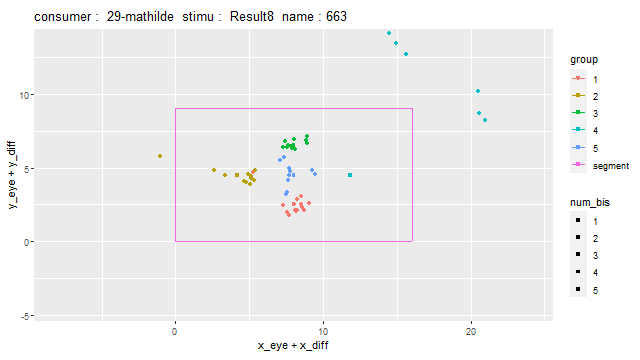 consumer :  29-mathilde  stimu :  Result8  name : 663
y_eye + y_diff
10
5
0
-5
0
10
20
x_eye + x_diff
group
1
2
3
4
5
segment
num_bis
1
2
3
4
5